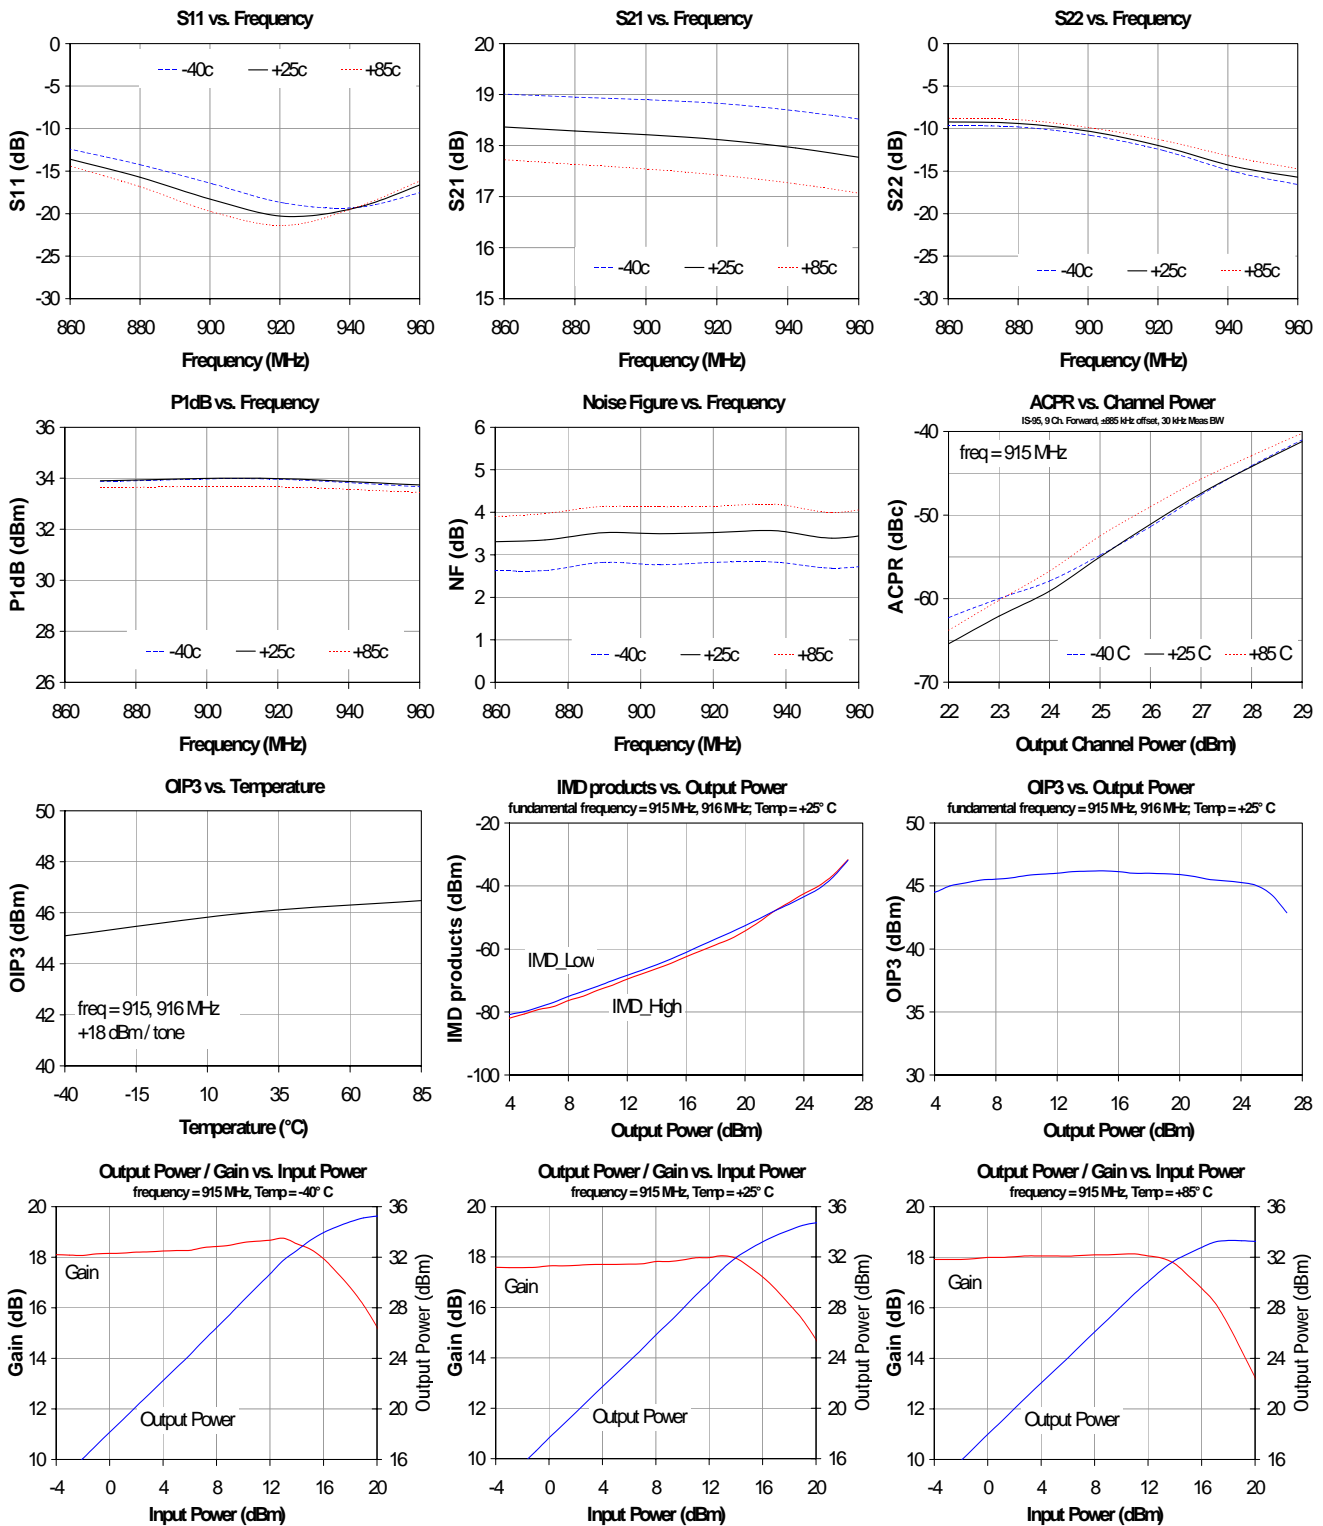 S11 vs. Frequency
0
-5
-10
-15
-20
-25
-30
S11 (dB)
-40c
+25c
+85c
860
880
900
920
940
960
Frequency (MHz)
S21 vs. Frequency
20
19
18
17
16
15
S21 (dB)
-40c
+25c
+85c
860
880
900
920
940
960
Frequency (MHz)
S22 vs. Frequency
0
-5
-10
-15
-20
-25
-30
S22 (dB)
-40c
+25c
+85c
860
880
900
920
940
960
Frequency (MHz)
P1dB vs. Frequency
36
34
32
30
28
26
P1dB (dBm)
-40c
+25c
+85c
860
880
900
920
940
960
Frequency (MHz)
Noise Figure vs. Frequency
6
5
4
3
2
1
0
NF (dB)
-40c
+25c
+85c
860
880
900
920
940
960
Frequency (MHz)
ACPR vs. Channel Power
IS-95, 9 Ch. Forward, ±885 kHz offset, 30 kHz Meas BW
-40
-50
-60
-70
ACPR (dBc)
freq = 915 MHz
-40 C
+25 C
+85 C
22
23
24
25
26
27
28
29
Output Channel Power (dBm)
OIP3 vs. Temperature
50
48
46
44
42
40
OIP3 (dBm)
freq = 915, 916 MHz
+18 dBm / tone
-40
-15
10
35
60
85
Temperature (°C)
IMD products vs. Output Power
fundamental frequency = 915 MHz, 916 MHz; Temp = +25° C
-20
-40
-60
-80
-100
IMD products (dBm)
IMD_Low
IMD_High
4
8
12
16
20
24
28
Output Power (dBm)
OIP3 vs. Output Power
fundamental frequency = 915 MHz, 916 MHz; Temp = +25° C
50
45
40
35
30
OIP3 (dBm)
4
8
12
16
20
24
28
Output Power (dBm)
Output Power / Gain vs. Input Power
frequency = 915 MHz, Temp = -40° C
20
18
16
14
12
10
Gain (dB)
Gain
Output Power
36
32
28
24
20
16
Output Power (dBm)
-4
0
4
8
12
16
20
Input Power (dBm)
Output Power / Gain vs. Input Power
frequency = 915 MHz, Temp = +25° C
20
18
16
14
12
10
Gain (dB)
Gain
Output Power
36
32
28
24
20
16
Output Power (dBm)
-4
0
4
8
12
16
20
Input Power (dBm)
Output Power / Gain vs. Input Power
frequency = 915 MHz, Temp = +85° C
20
18
16
14
12
10
Gain (dB)
Gain
Output Power
36
32
28
24
20
16
Output Power (dBm)
-4
0
4
8
12
16
20
Input Power (dBm)